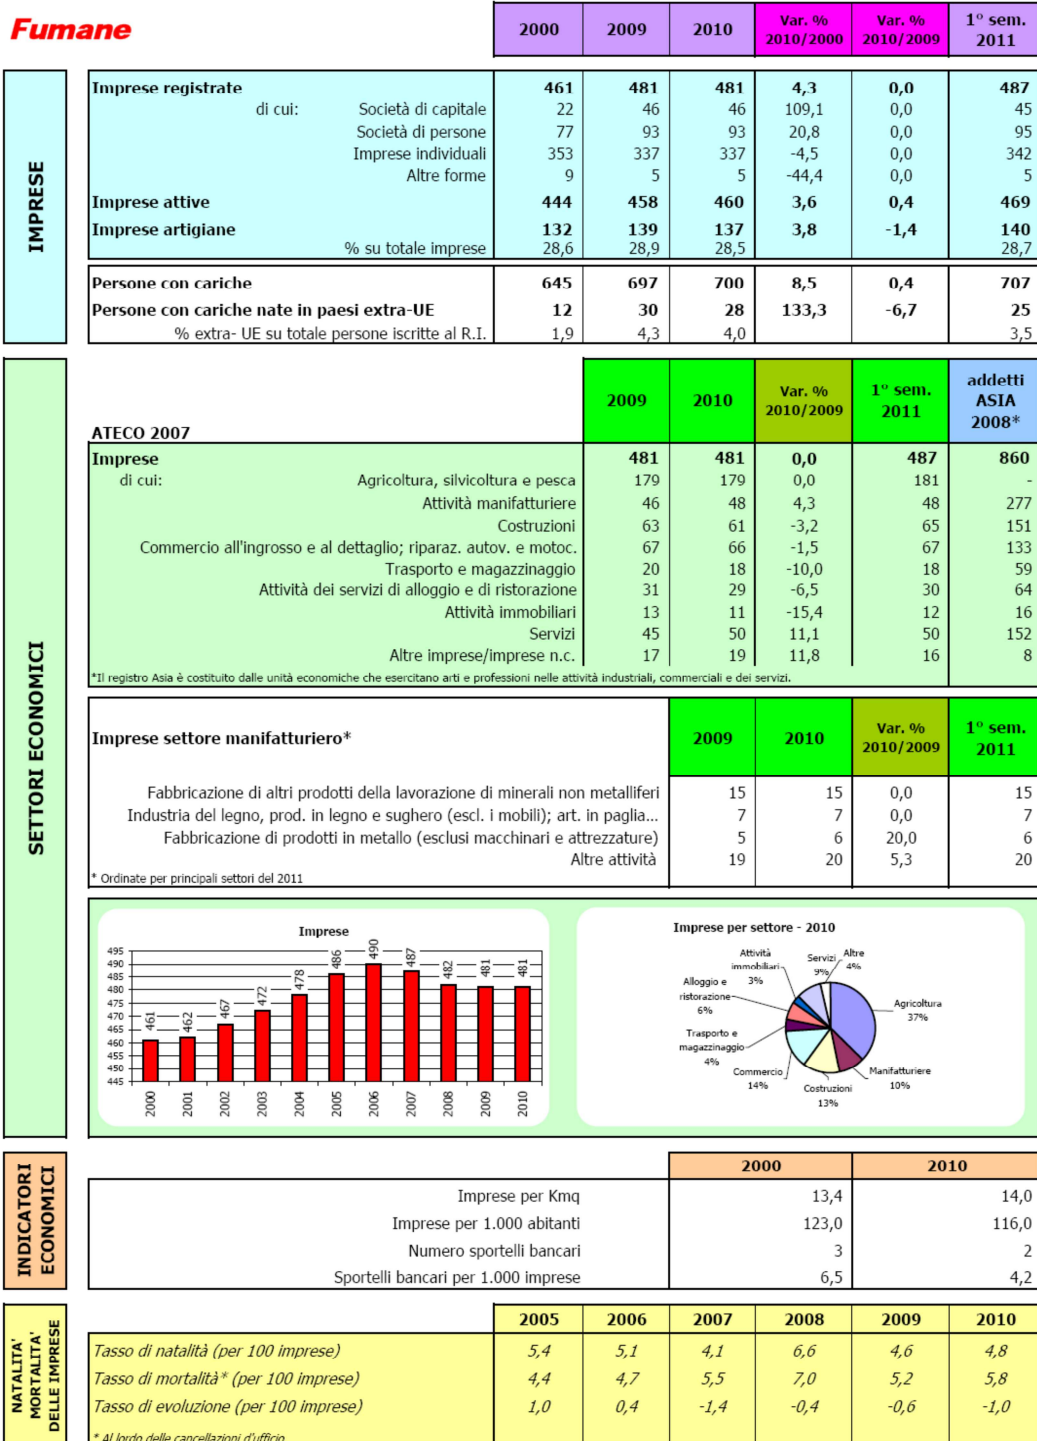 Fumane 2000 2009 2010 Var. % 2010/2000 Var. % 2010/2009 1° sem. 2011
IMPRESE
Imprese registrate 461 481 481 4,3 0,0 487
di cui: Società di capitale 22 46 46 109,1 0,0 45
Società di persone 77 93 93 20,8 0,0 95
Imprese individuali 353 337 337 -4,5 0,0 342
Altre forme 9 5 5 -44,4 0,0 5
Imprese attive 444 458 460 3,6 0,4 469
Imprese artigiane 132 139 137 3,8 -1,4 140
% su totale imprese 28,6 28,9 28,5 28,7
Persone con cariche 645 697 700 8,5 0,4 707
Persone con cariche nate in paesi extra-UE 12 30 28 133,3 -6,7 25
% extra- UE su totale persone iscritte al R.I. 1,9 4,3 4,0 3,5
SETTORI ECONOMICI
ATECO 2007 2009 2010 Var. % 2010/2009 1° sem. 2011 addetti ASIA 2008*
Imprese 481 481 0,0 487 860
di cui: Agricoltura, silvicoltura e pesca 179 179 0,0 181 -
Attività manifatturiere 46 48 4,3 48 277
Costruzioni 63 61 -3,2 65 151
Commercio all'ingrosso e al dettaglio; riparaz. autov. e motoc. 67 66 -1,5 67 133
Trasporto e magazzinaggio 20 18 -10,0 18 59
Attività dei servizi di alloggio e di ristorazione 31 29 -6,5 30 64
Attività immobiliari 13 11 -15,4 12 16
Servizi 45 50 11,1 50 152
Altre imprese/imprese n.c. 17 19 11,8 16 8
*Il registro Asia è costituito dalle unità economiche che esercitano arti e professioni nelle attività industriali, commerciali e dei servizi.
Imprese settore manifatturiero* 2009 2010 Var. % 2010/2009 1° sem. 2011
Fabbricazione di altri prodotti della lavorazione di minerali non metalliferi 15 15 0,0 15
Industria del legno, prod. in legno e sughero (escl. i mobili); art. in paglia... 7 7 0,0 7
Fabbricazione di prodotti in metallo (esclusi macchinari e attrezzature) 5 6 20,0 6
Altre attività 19 20 5,3 20
* Ordinate per principali settori del 2011
Imprese
495
490
485
480
475
470
465
460
455
450
445
461 462 467 472 478 486 490 487 482 481 481
2000 2001 2002 2003 2004 2005 2006 2007 2008 2009 2010
Imprese per settore - 2010
Agricoltura 37%
Manifatturiere 10%
Costruzioni 13%
Commercio 14%
Trasporto e magazzinaggio 4%
Alloggio e ristorazione 6%
Attività immobiliari 3%
Servizi 9%
Altre 4%
INDICATORI ECONOMICI
2000 2010
Imprese per Kmq 13,4 14,0
Imprese per 1.000 abitanti 123,0 116,0
Numero sportelli bancari 3 2
Sportelli bancari per 1.000 imprese 6,5 4,2
NATALITA' MORTALITA' DELLE IMPRESE
2005 2006 2007 2008 2009 2010
Tasso di natalità (per 100 imprese) 5,4 5,1 4,1 6,6 4,6 4,8
Tasso di mortalità* (per 100 imprese) 4,4 4,7 5,5 7,0 5,2 5,8
Tasso di evoluzione (per 100 imprese) 1,0 0,4 -1,4 -0,4 -0,6 -1,0
* Al lordo delle cancellazioni d'ufficio